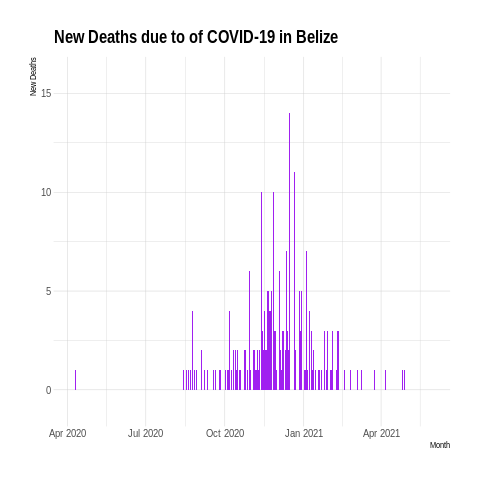 New Deaths due to of COVID-19 in Belize
New Deaths
15
10
5
0
Apr 2020 Jul 2020 Oct 2020 Jan 2021 Apr 2021
Month